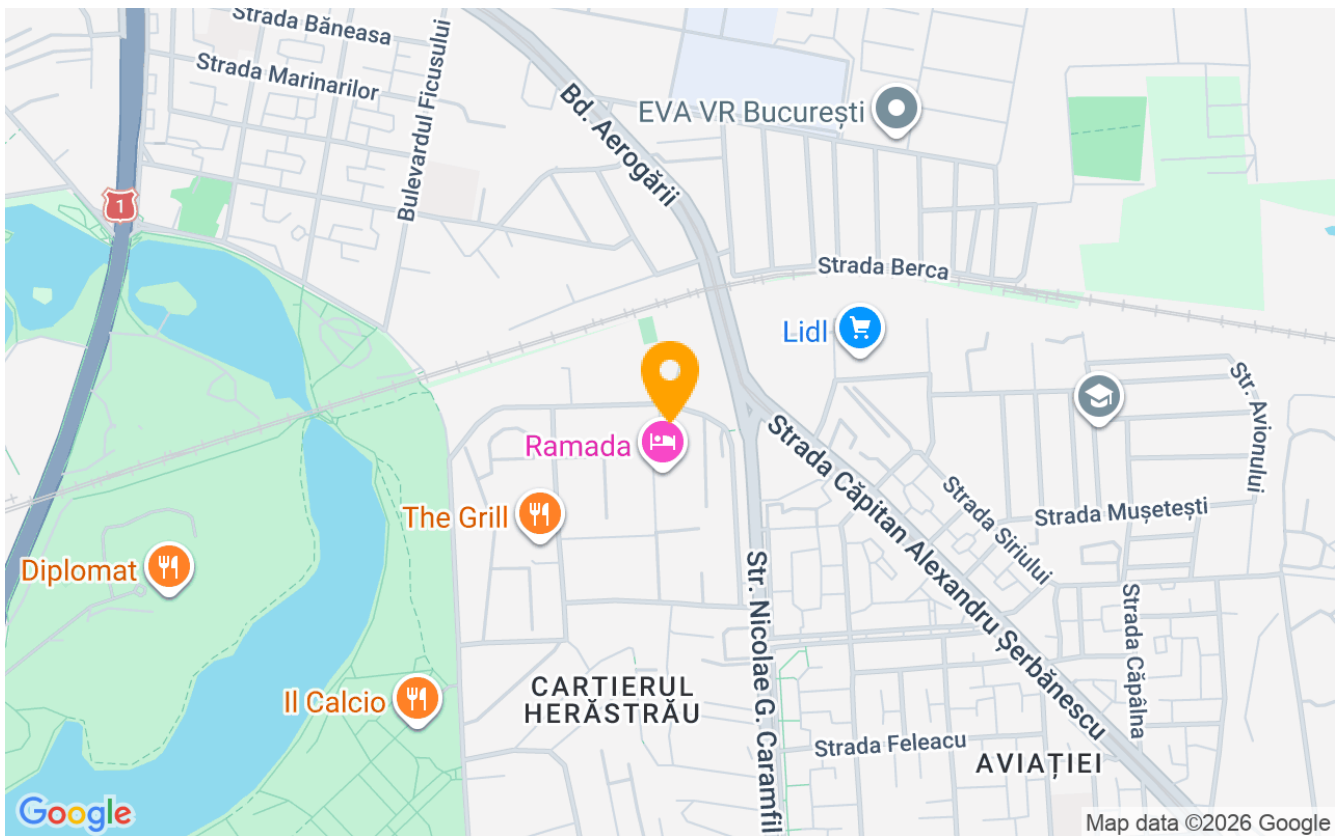 Strada Băneasa
Strada Marinarilor
Bulevardul Ficusului
Bd. Aerogării
EVA VR București
1
Strada Berca
Lidl
Str. Avionului
Ramada
Strada Căpitan Alexandru Șerbănescu
The Grill
Strada Siriului
Strada Mușetești
Diplomat
Str. Nicolae G. Caramfil
Strada Căpâlna
Il Calcio
CARTIERUL
HERĂSTRĂU
Strada Feleacu
AVIAȚIEI
Google
Map data ©2026 Google